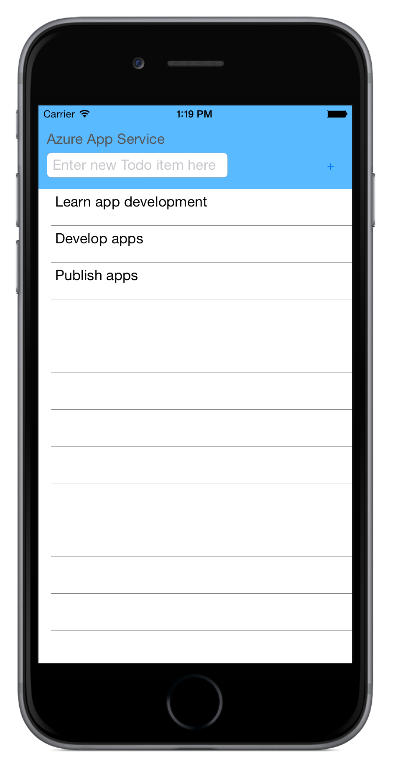 Carrier 1:19 PM
Azure App Service
Enter new Todo item here +
Learn app development
Develop apps
Publish apps